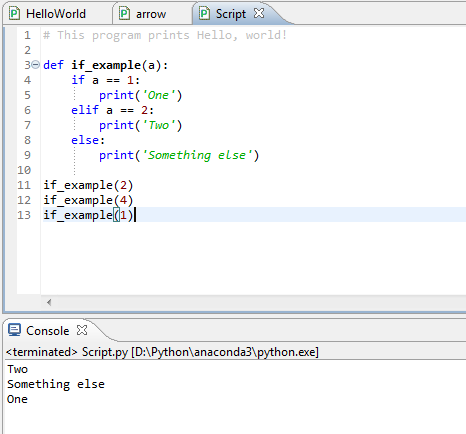 HelloWorld arrow Script
1 # This program prints Hello, world!
2
3 def if_example(a):
4     if a == 1:
5         print('One')
6     elif a == 2:
7         print('Two')
8     else:
9         print('Something else')
10
11 if_example(2)
12 if_example(4)
13 if_example(1)
Console
<terminated> Script.py [D:\Python\anaconda3\python.exe]
Two
Something else
One